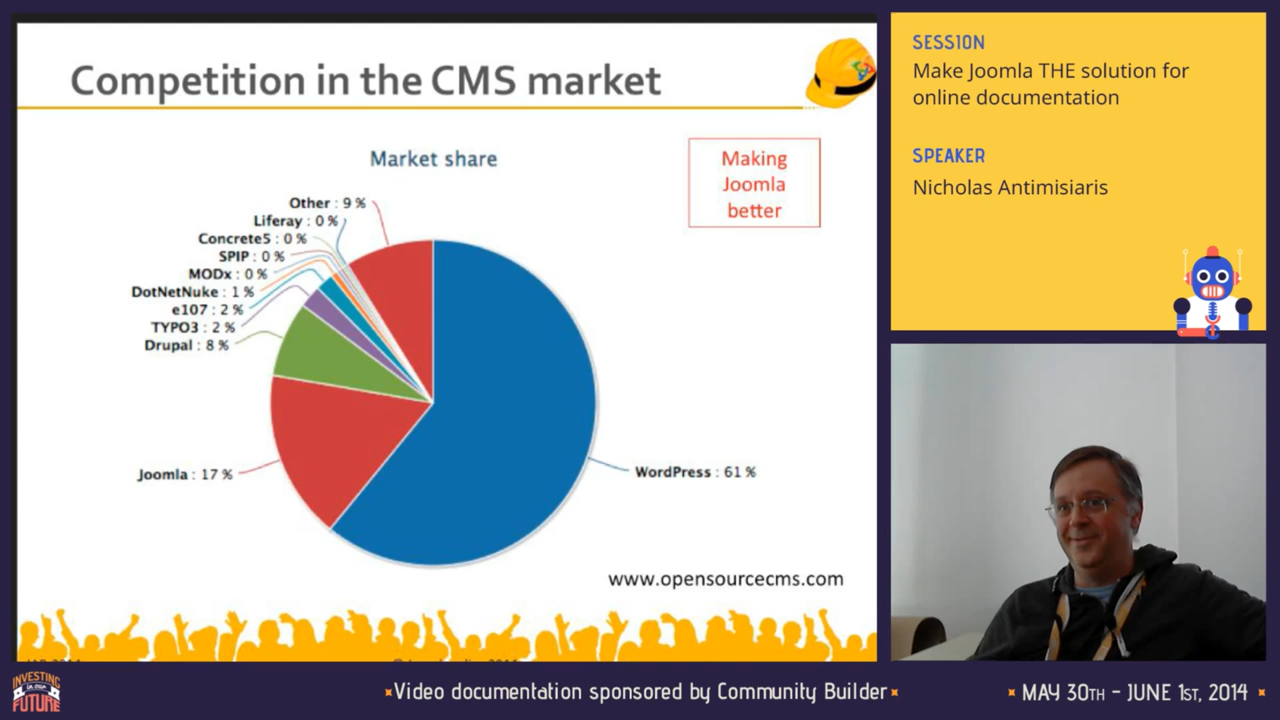 Competition in the CMS market
Market share
Making
Joomla
better
Other : 9 %
Liferay : 0 %
Concrete5 : 0 %
SPIP : 0 %
MODx : 0 %
DotNetNuke : 1 %
e107 : 2 %
TYPO3 : 2 %
Drupal : 8 %
Joomla : 17 %
WordPress : 61 %
www.opensourcecms.com
SESSION
Make Joomla THE solution for
online documentation
SPEAKER
Nicholas Antimisiaris
INVESTING
IN OUR
FUTURE
Video documentation sponsored by Community Builder
MAY 30TH - JUNE 1ST, 2014